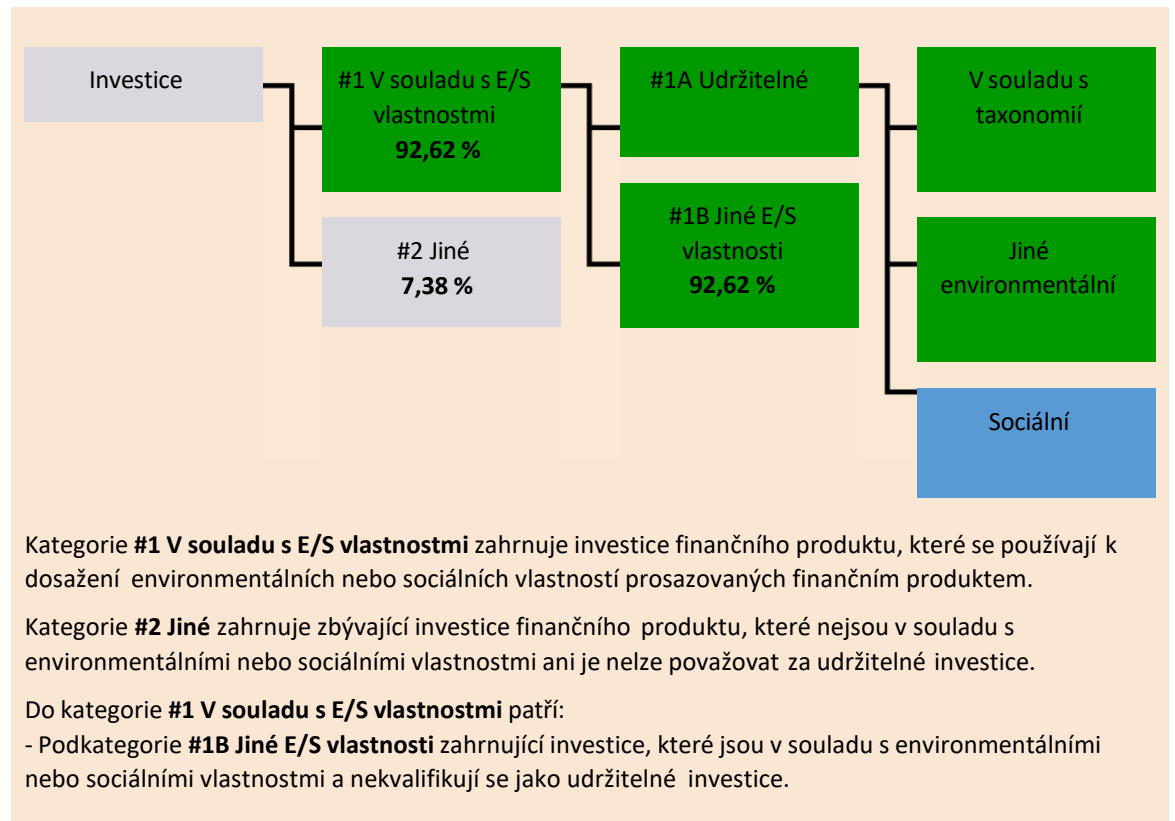 Investice
#1 V souladu s E/S
vlastnostmi
92,62 %
#2 Jiné
7,38 %
#1A Udržitelné
#1B Jiné E/S
vlastnosti
92,62 %
V souladu s
taxonomií
Jiné
environmentální
Sociální
Kategorie #1 V souladu s E/S vlastnostmi zahrnuje investice finančního produktu, které se používají k
dosažení environmentálních nebo sociálních vlastností prosazovaných finančním produktem.
Kategorie #2 Jiné zahrnuje zbývající investice finančního produktu, které nejsou v souladu s
environmentálními nebo sociálními vlastnostmi ani je nelze považovat za udržitelné investice.
Do kategorie #1 V souladu s E/S vlastnostmi patří:
- Podkategorie #1B Jiné E/S vlastnosti zahrnující investice, které jsou v souladu s environmentálními
nebo sociálními vlastnostmi a nekvalifikují se jako udržitelné investice.